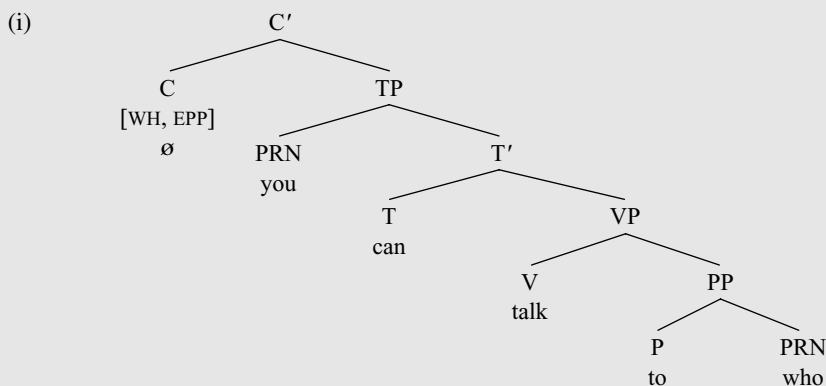 (i) C′
C TP
[WH, EPP]
ø PRN T′
you
T VP
can
V PP
talk
P PRN
to who